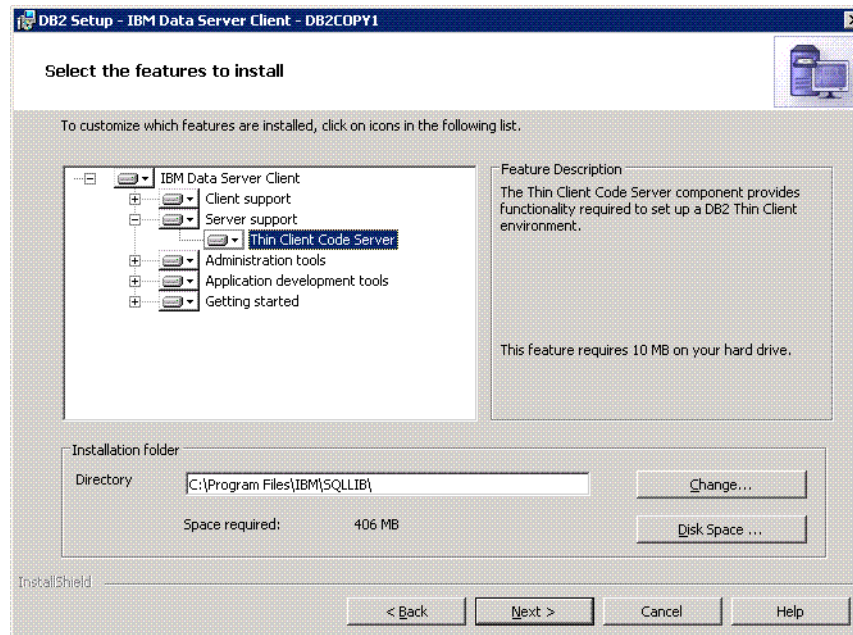 DB2 Setup - IBM Data Server Client - DB2COPY1
Select the features to install
To customize which features are installed, click on icons in the following list.
IBM Data Server Client
Client support
Server support
Thin Client Code Server
Administration tools
Application development tools
Getting started
Feature Description
The Thin Client Code Server component provides
functionality required to set up a DB2 Thin Client
environment.
This feature requires 10 MB on your hard drive.
Installation folder
Directory
C:\Program Files\IBM\SQLLIB\
Change...
Space required: 406 MB
Disk Space ...
InstallShield
< Back
Next >
Cancel
Help